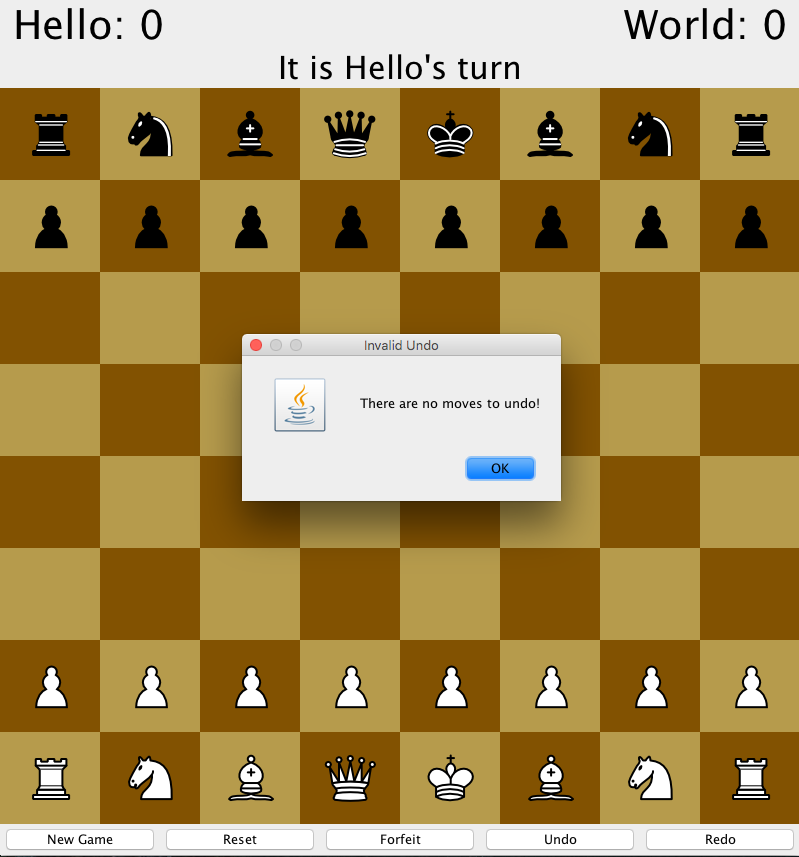 Hello: 0
World: 0
It is Hello's turn
Invalid Undo
There are no moves to undo!
OK
New Game
Reset
Forfeit
Undo
Redo